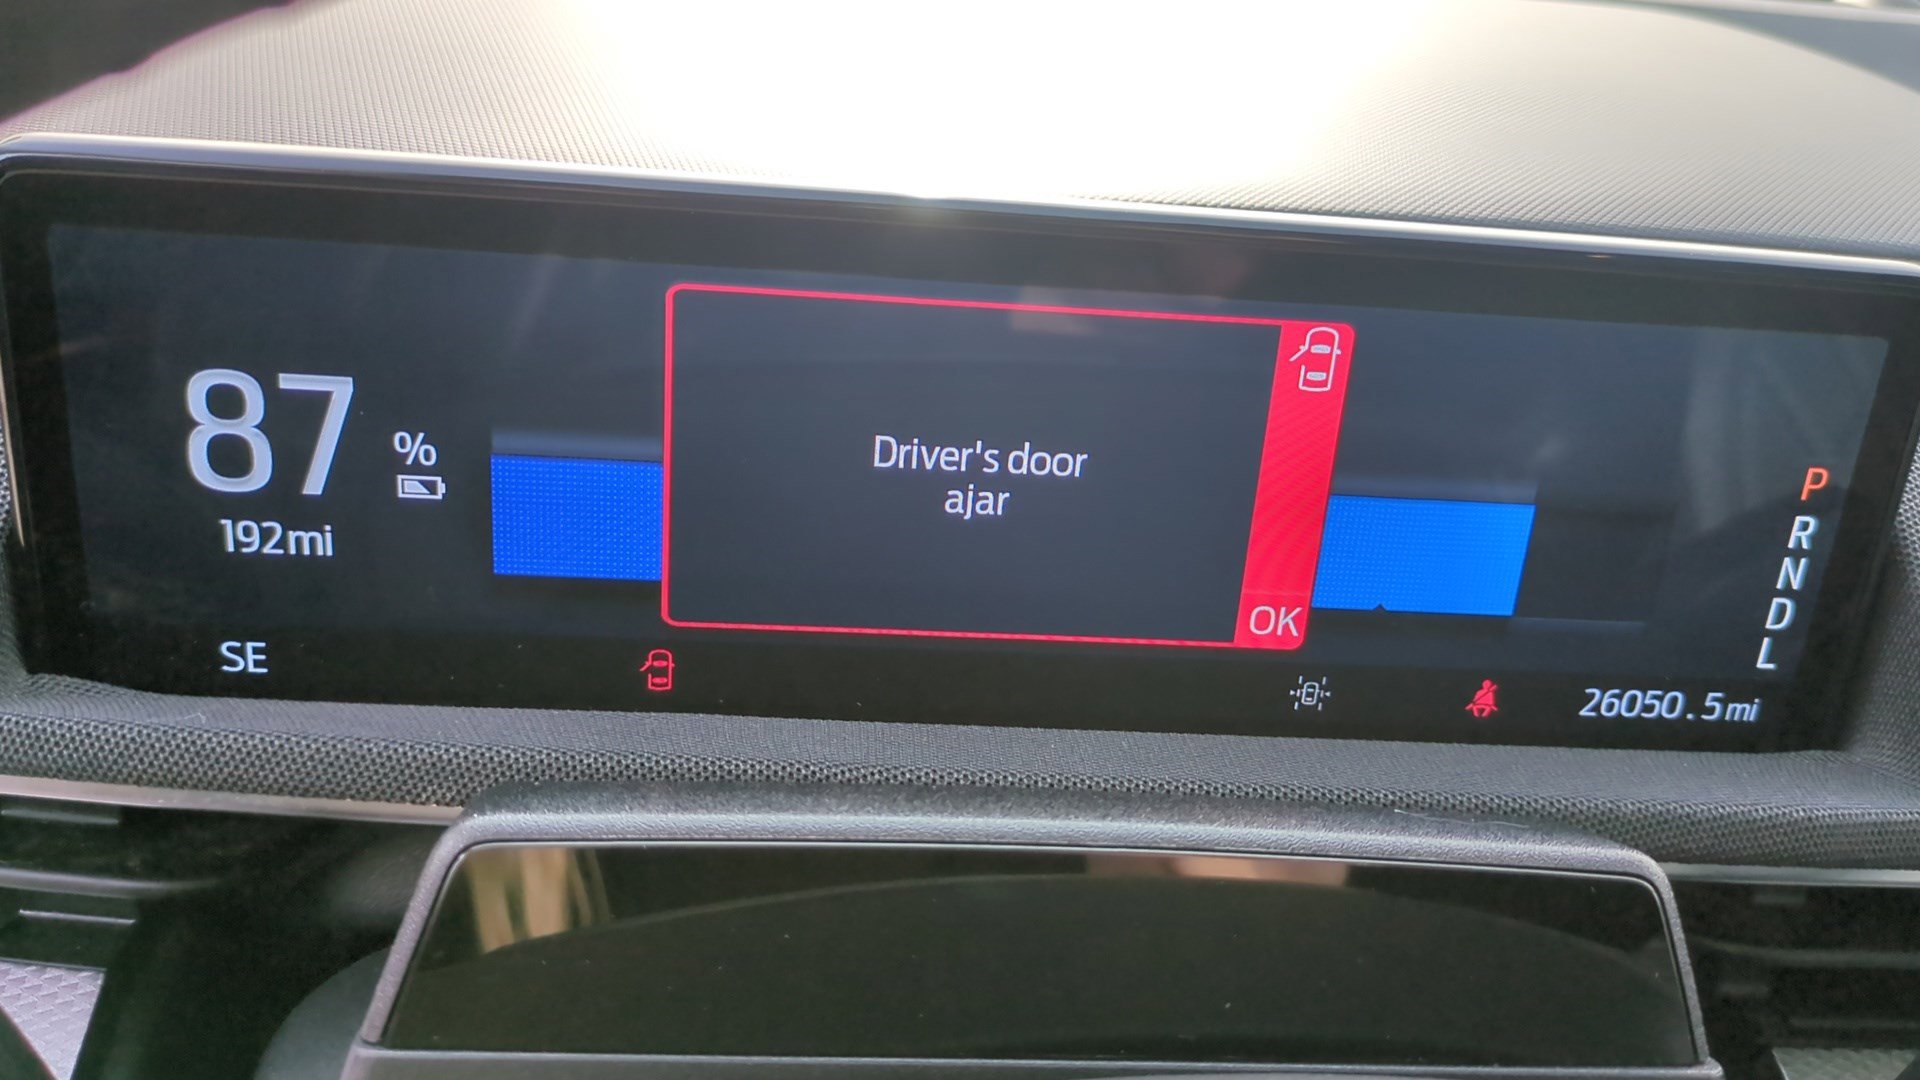 87 %
192mi
Driver's door
ajar
OK
P
R
N
D
L
SE
26050.5mi